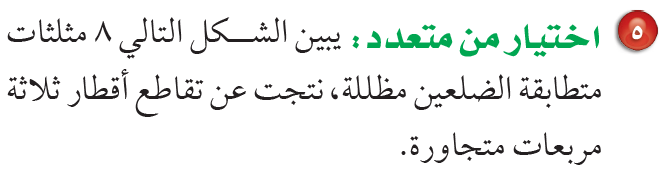 ٥ اختيار من متعدد: يبين الشكل التالي ٨ مثلثات
متطابقة الضلعين مظللة، نتجت عن تقاطع أقطار ثلاثة
مربعات متجاورة.